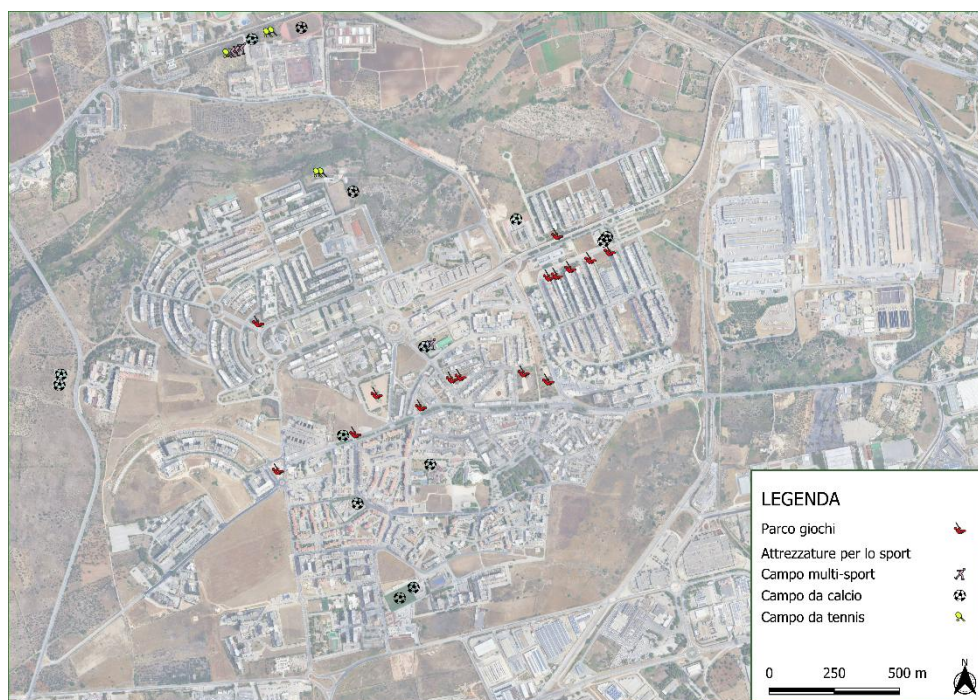 LEGENDA
Parco giochi
Attrezzature per lo sport
Campo multi-sport
Campo da calcio
Campo da tennis
N
0 250 500 m